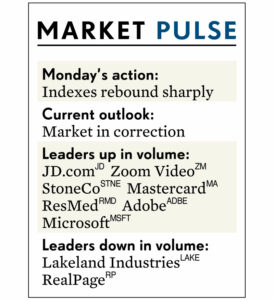 MARKET PULSE
Monday's action:
Indexes rebound sharply
Current outlook:
Market in correction
Leaders up in volume:
JD.comJD Zoom VideoZM
StoneCoSTNE MastercardMA
ResMedRMD AdobeADBE
MicrosoftMSFT
Leaders down in volume:
Lakeland IndustriesLAKE
RealPageRP